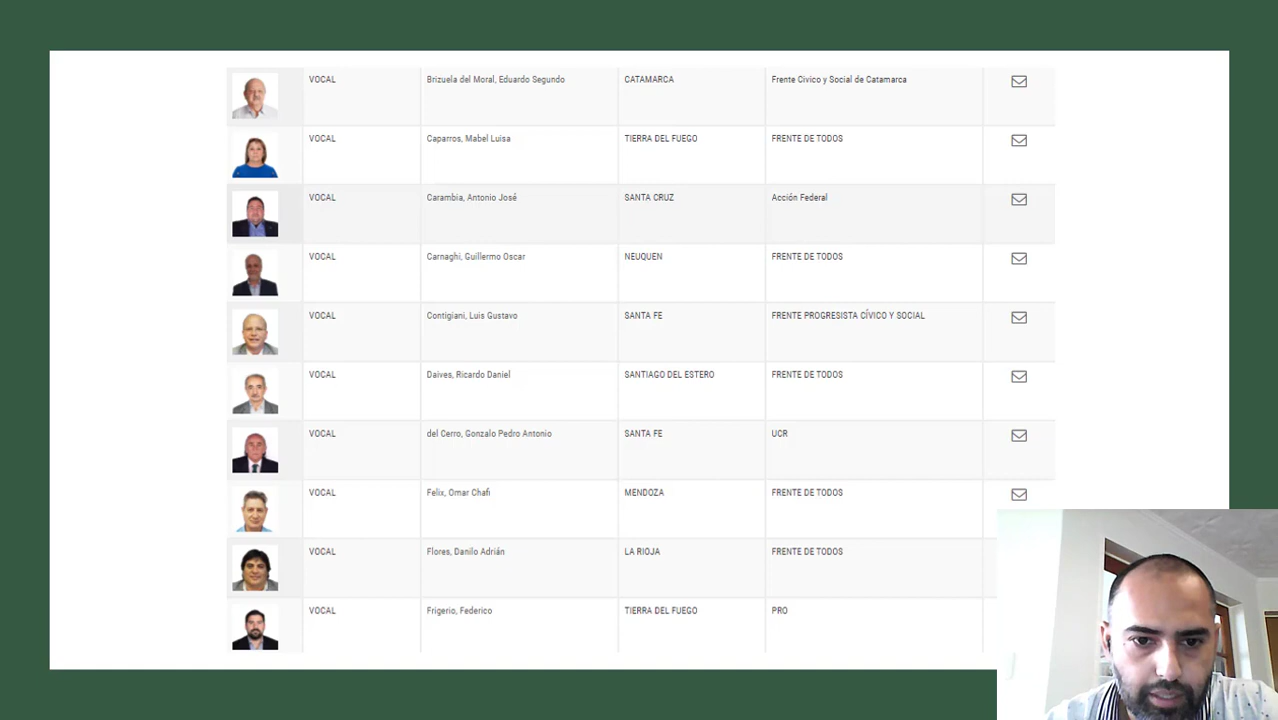 VOCAL Brizuela del Moral, Eduardo Segundo CATAMARCA Frente Civico y Social de Catamarca
VOCAL Caparros, Mabel Luisa TIERRA DEL FUEGO FRENTE DE TODOS
VOCAL Carambia, Antonio José SANTA CRUZ Acción Federal
VOCAL Carnaghi, Guillermo Oscar NEUQUEN FRENTE DE TODOS
VOCAL Contigiani, Luis Gustavo SANTA FE FRENTE PROGRESISTA CÍVICO Y SOCIAL
VOCAL Daives, Ricardo Daniel SANTIAGO DEL ESTERO FRENTE DE TODOS
VOCAL del Cerro, Gonzalo Pedro Antonio SANTA FE UCR
VOCAL Felix, Omar Chafi MENDOZA FRENTE DE TODOS
VOCAL Flores, Danilo Adrián LA RIOJA FRENTE DE TODOS
VOCAL Frigerio, Federico TIERRA DEL FUEGO PRO